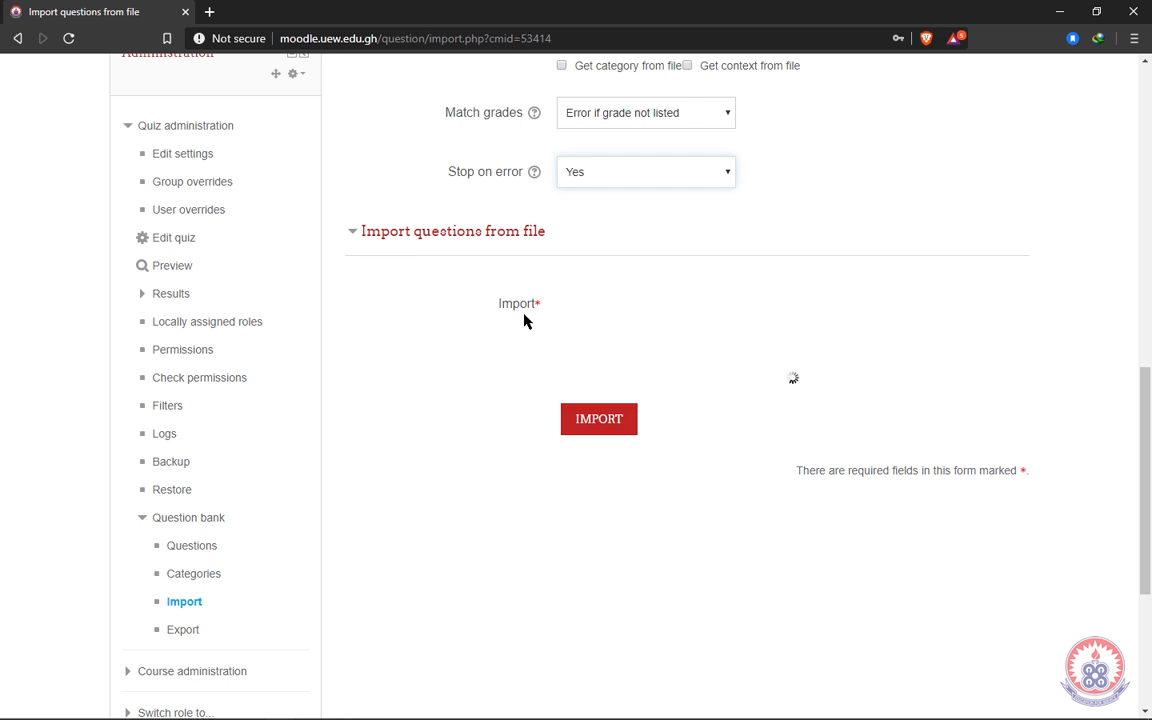 Import questions from file
Not secure
moodle.uew.edu.gh/question/import.php?cmid=53414
5
Administration
Quiz administration
Edit settings
Group overrides
User overrides
Edit quiz
Preview
Results
Locally assigned roles
Permissions
Check permissions
Filters
Logs
Backup
Restore
Question bank
Questions
Categories
Import
Export
Course administration
Switch role to...
Get category from file Get context from file
Match grades Error if grade not listed
Stop on error Yes
Import questions from file
Import*
IMPORT
There are required fields in this form marked *.